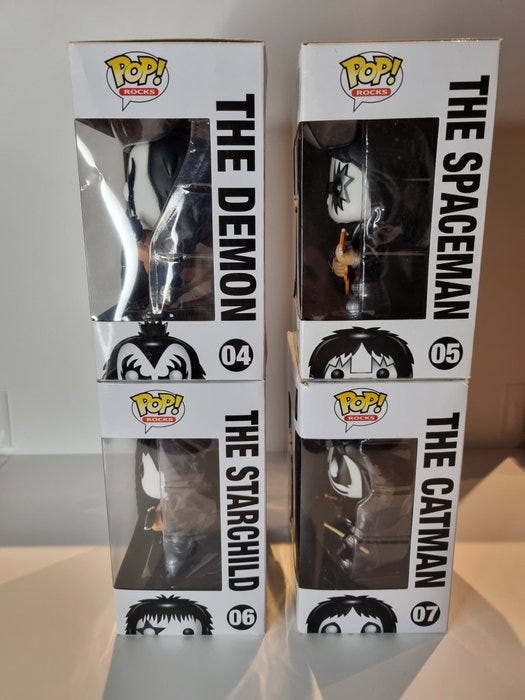 POP!
ROCKS
THE DEMON
04
POP!
ROCKS
THE SPACEMAN
05
POP!
ROCKS
THE STARCHILD
06
POP!
ROCKS
THE CATMAN
07